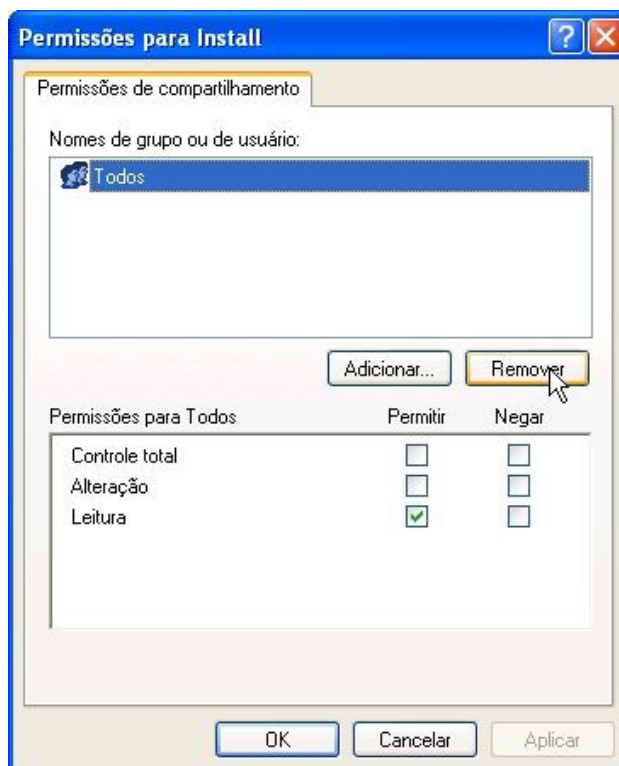 Permissões para Install
Permissões de compartilhamento
Nomes de grupo ou de usuário:
Todos
Adicionar... Remover
Permissões para Todos Permitir Negar
Controle total
Alteração
Leitura
OK Cancelar Aplicar